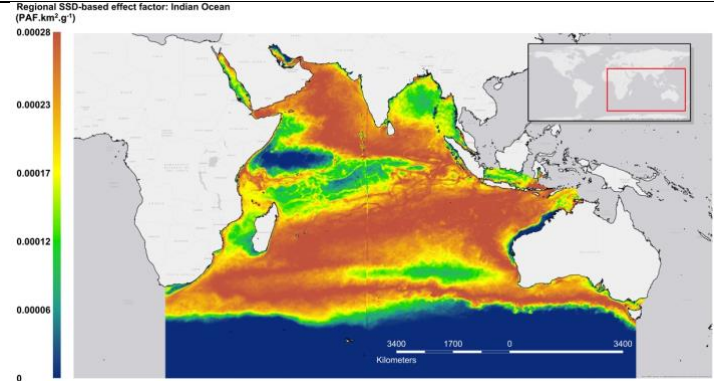 Regional SSD-based effect factor: Indian Ocean
(PAF.km².g⁻¹)
0.00028
0.00023
0.00017
0.00012
0.00006
0
3400 1700 0 3400
Kilometers